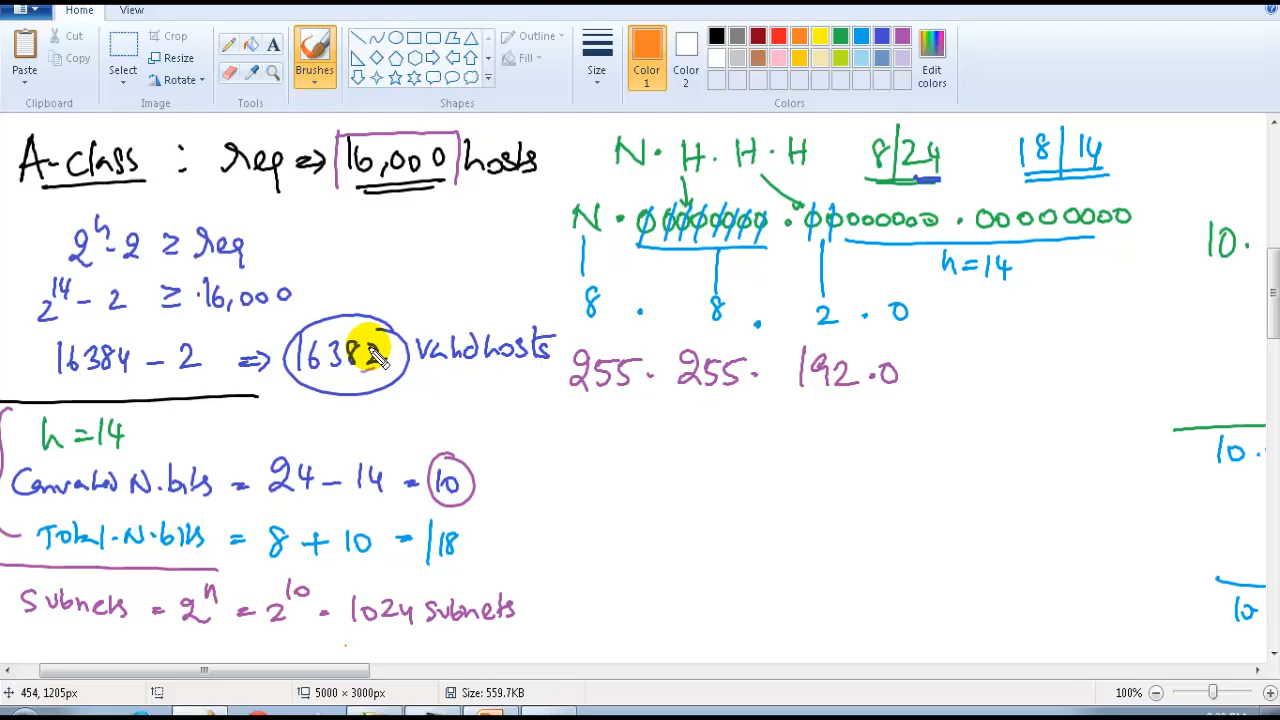 Home
View
Cut
Copy
Paste
Clipboard
Select
Crop
Resize
Rotate
Image
A
Tools
Brushes
Outline
Fill
Shapes
Size
Color 1
Color 2
Edit colors
Colors
A-class : req ⇒ 16,000 hosts
2^h - 2 ≥ req
2^14 - 2 ≥ 16,000
16384 - 2 ⇒ 16382 valid hosts
h = 14
Converted N.bits = 24 - 14 = 10
Total.N.bits = 8 + 10 = /18
Subnets = 2^n = 2^10 = 1024 subnets
N. H. H. H 8/24 18/14
N . 00000000 . 00000000 . 00000000
h = 14
8 . 8 . 2 . 0
255. 255. 192.0
10.
10.
10
454, 1205px
5000 × 3000px
Size: 559.7KB
100%